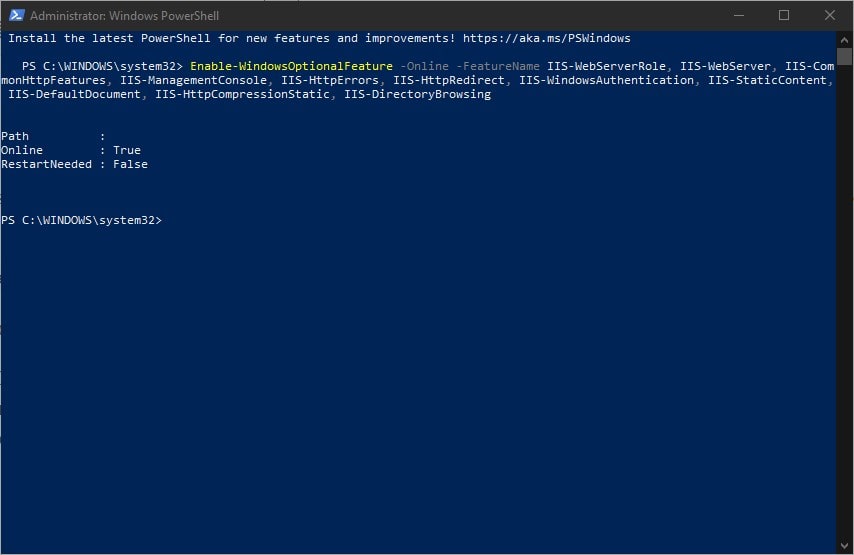 Administrator: Windows PowerShell
Install the latest PowerShell for new features and improvements! https://aka.ms/PSWindows
PS C:\WINDOWS\system32> Enable-WindowsOptionalFeature -Online -FeatureName IIS-WebServerRole, IIS-WebServer, IIS-Com
monHttpFeatures, IIS-ManagementConsole, IIS-HttpErrors, IIS-HttpRedirect, IIS-WindowsAuthentication, IIS-StaticContent,
IIS-DefaultDocument, IIS-HttpCompressionStatic, IIS-DirectoryBrowsing
Path :
Online : True
RestartNeeded : False
PS C:\WINDOWS\system32>